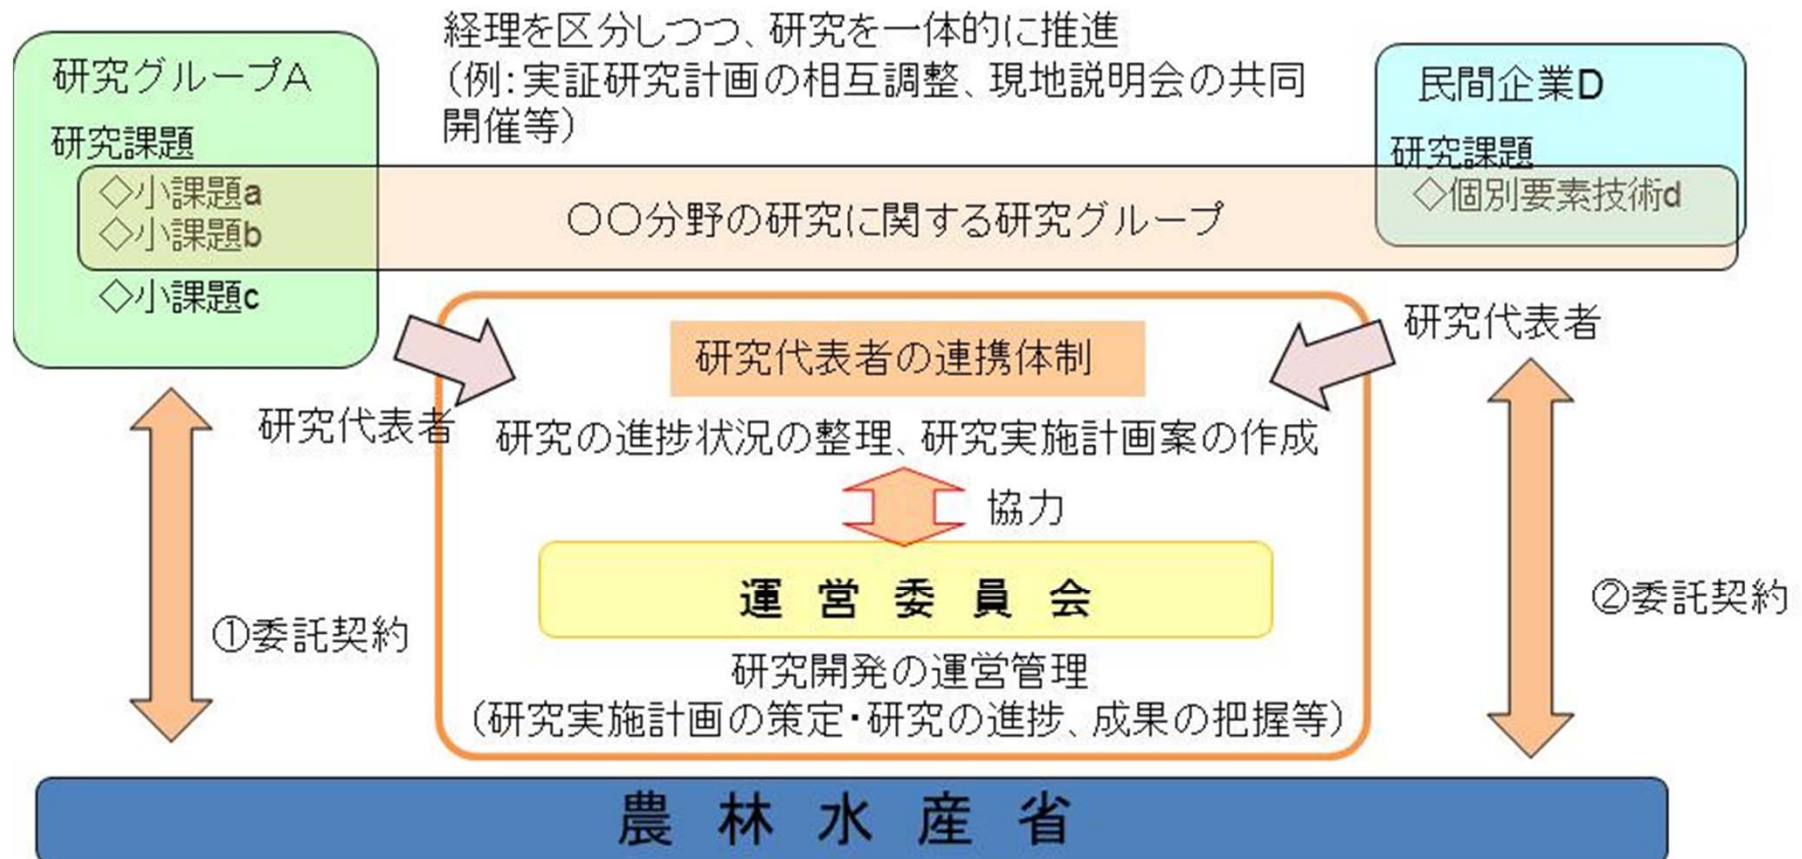 経理を区分しつつ、研究を一体的に推進
（例：実証研究計画の相互調整、現地説明会の共同
開催等）
研究グループA
研究課題
◇小課題a
◇小課題b
◇小課題c
民間企業D
研究課題
◇個別要素技術d
〇〇分野の研究に関する研究グループ
研究代表者
研究代表者
研究代表者の連携体制
研究の進捗状況の整理、研究実施計画案の作成
協力
運営委員会
研究開発の運営管理
（研究実施計画の策定・研究の進捗、成果の把握等）
①委託契約
②委託契約
農林水産省